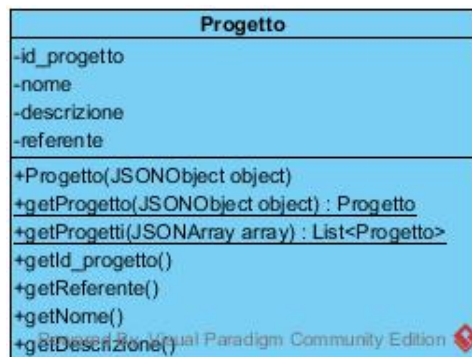 Progetto
-id_progetto
-nome
-descrizione
-referente
+Progetto(JSONObject object)
+getProgetto(JSONObject object) : Progetto
+getProgetti(JSONArray array) : List<Progetto>
+getId_progetto()
+getReferente()
+getNome()
Visual Paradigm Community Edition
+getDescrizione()